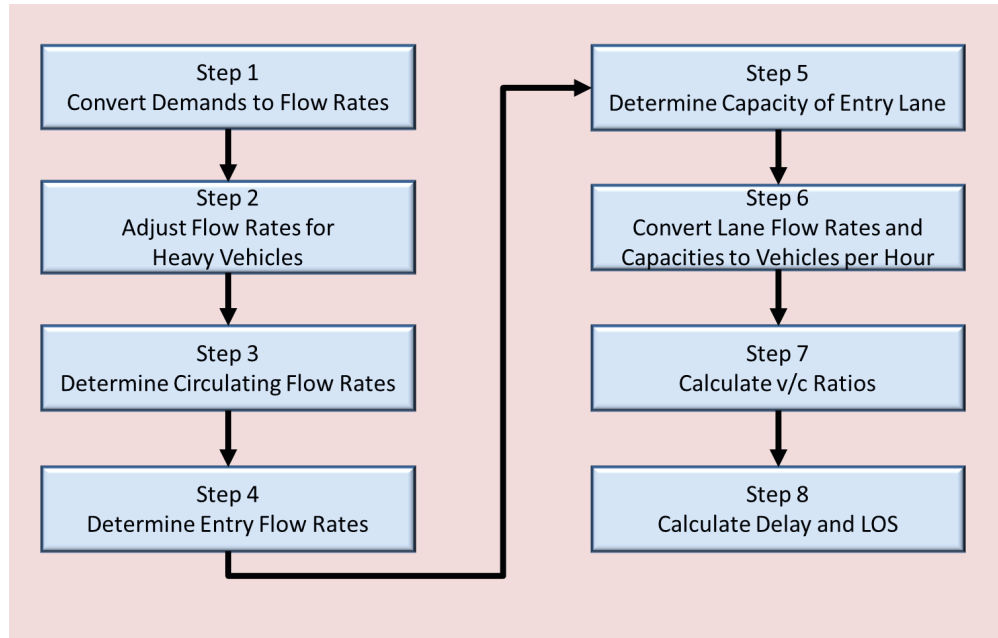 Step 1
Convert Demands to Flow Rates
Step 2
Adjust Flow Rates for
Heavy Vehicles
Step 3
Determine Circulating Flow Rates
Step 4
Determine Entry Flow Rates
Step 5
Determine Capacity of Entry Lane
Step 6
Convert Lane Flow Rates and
Capacities to Vehicles per Hour
Step 7
Calculate v/c Ratios
Step 8
Calculate Delay and LOS